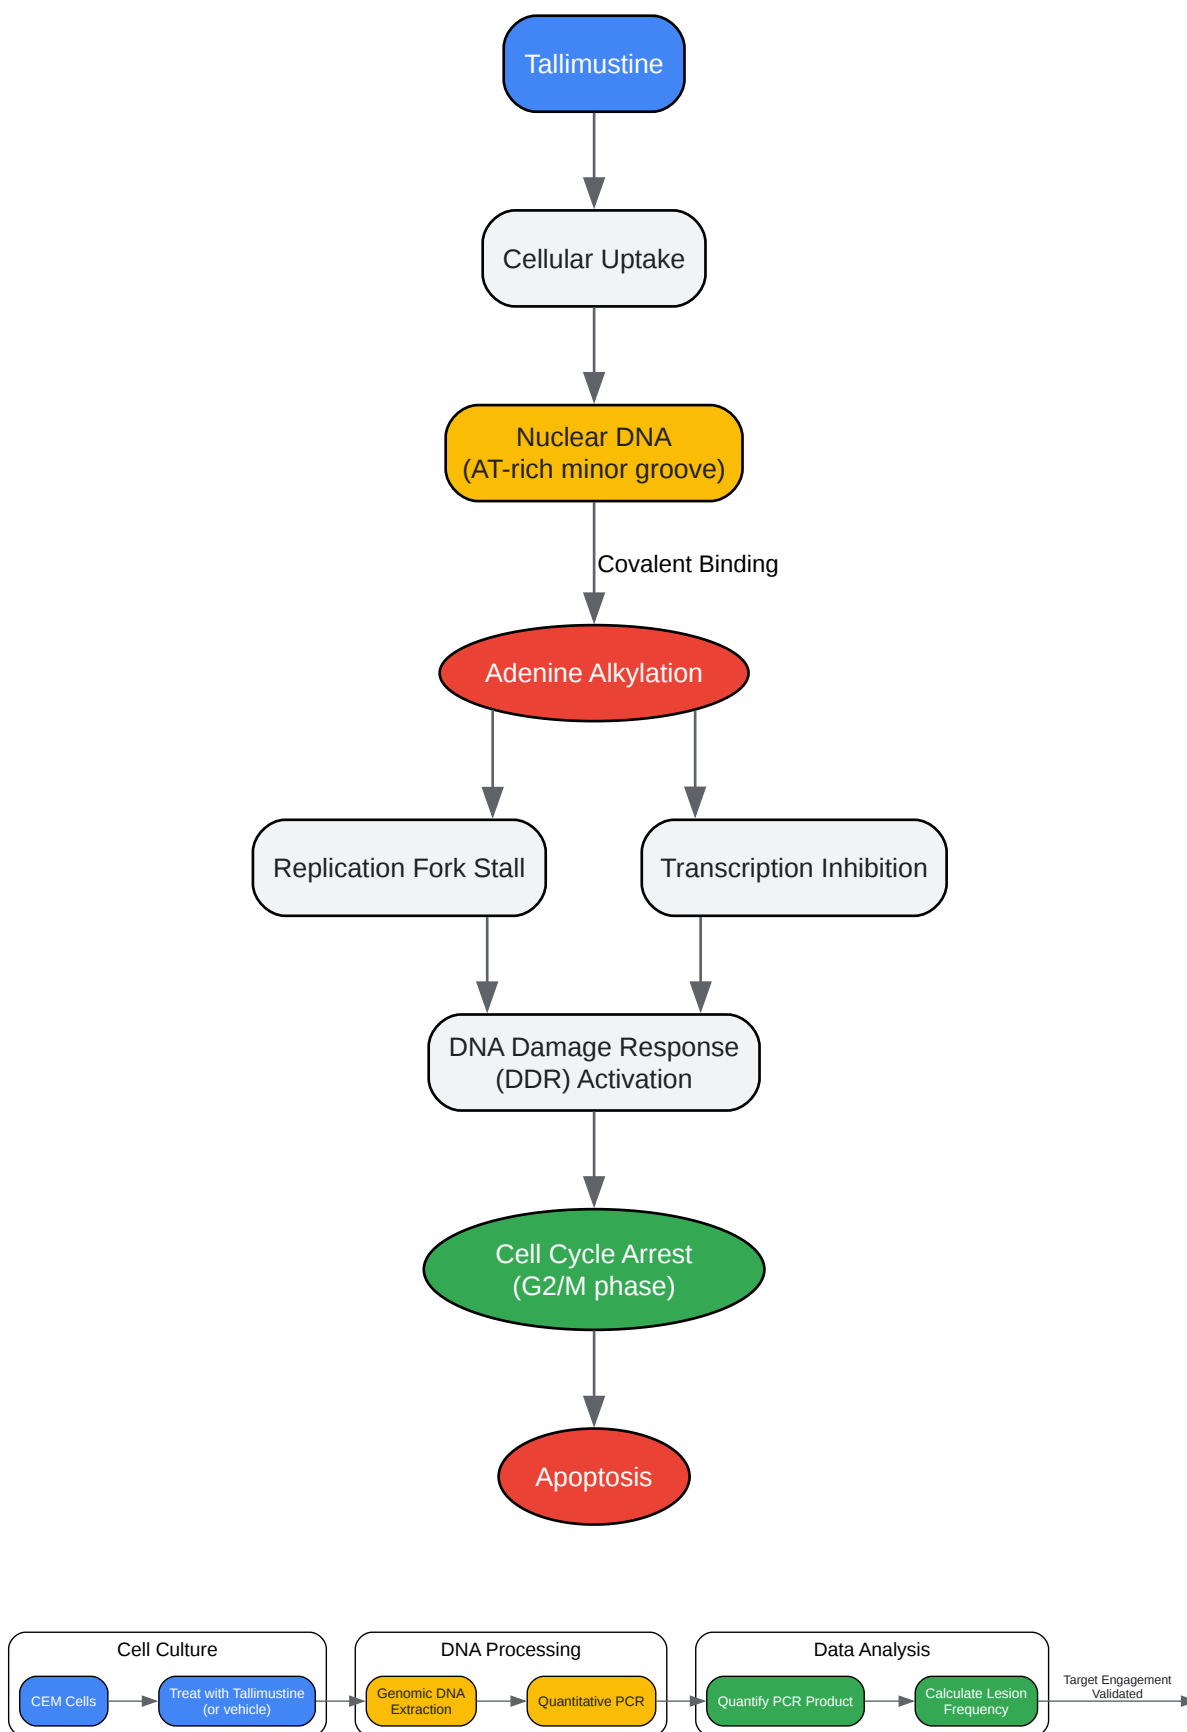 Tallimustine
Cellular Uptake
Nuclear DNA
(AT-rich minor groove)
Covalent Binding
Adenine Alkylation
Replication Fork Stall
Transcription Inhibition
DNA Damage Response
(DDR) Activation
Cell Cycle Arrest
(G2/M phase)
Apoptosis
Cell Culture
CEM Cells
Treat with Tallimustine
(or vehicle)
DNA Processing
Genomic DNA
Extraction
Quantitative PCR
Data Analysis
Quantify PCR Product
Calculate Lesion
Frequency
Target Engagement
Validated